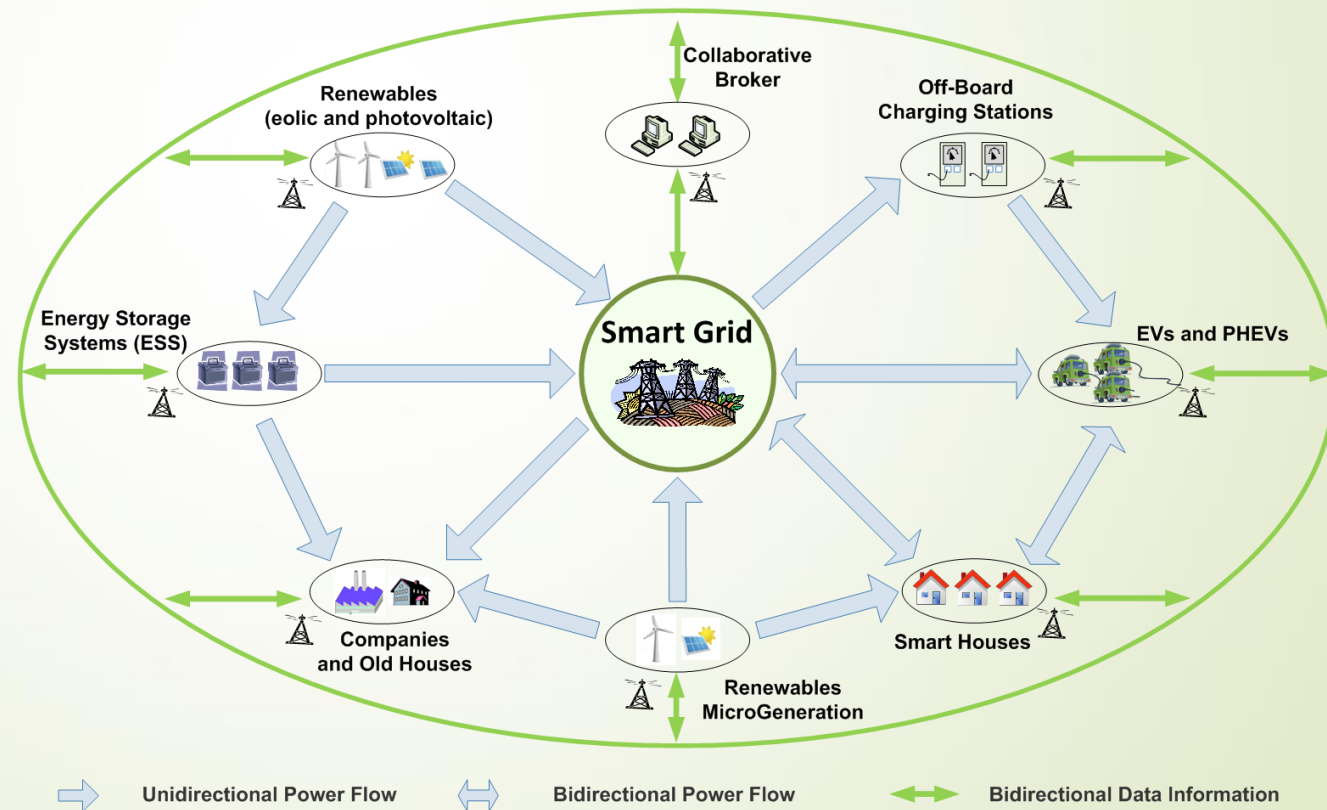 Collaborative
Broker
Renewables
(eolic and photovoltaic)
Off-Board
Charging Stations
Energy Storage
Systems (ESS)
Smart Grid
EVs and PHEVs
Companies
and Old Houses
Smart Houses
Renewables
MicroGeneration
Unidirectional Power Flow
Bidirectional Power Flow
Bidirectional Data Information